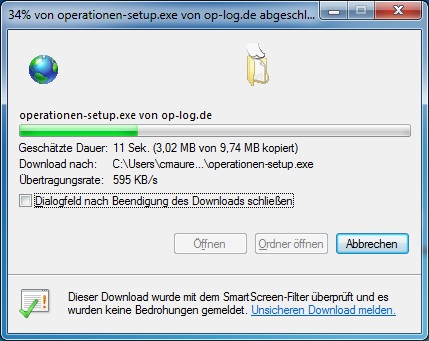 34% von operationen-setup.exe von op-log.de abgeschl...
operationen-setup.exe von op-log.de
Geschätzte Dauer: 11 Sek. (3,02 MB von 9,74 MB kopiert)
Download nach: C:\Users\cmaure...\operationen-setup.exe
Übertragungsrate: 595 KB/s
Dialogfeld nach Beendigung des Downloads schließen
Öffnen Ordner öffnen Abbrechen
Dieser Download wurde mit dem SmartScreen-Filter überprüft und es
wurden keine Bedrohungen gemeldet. Unsicheren Download melden.